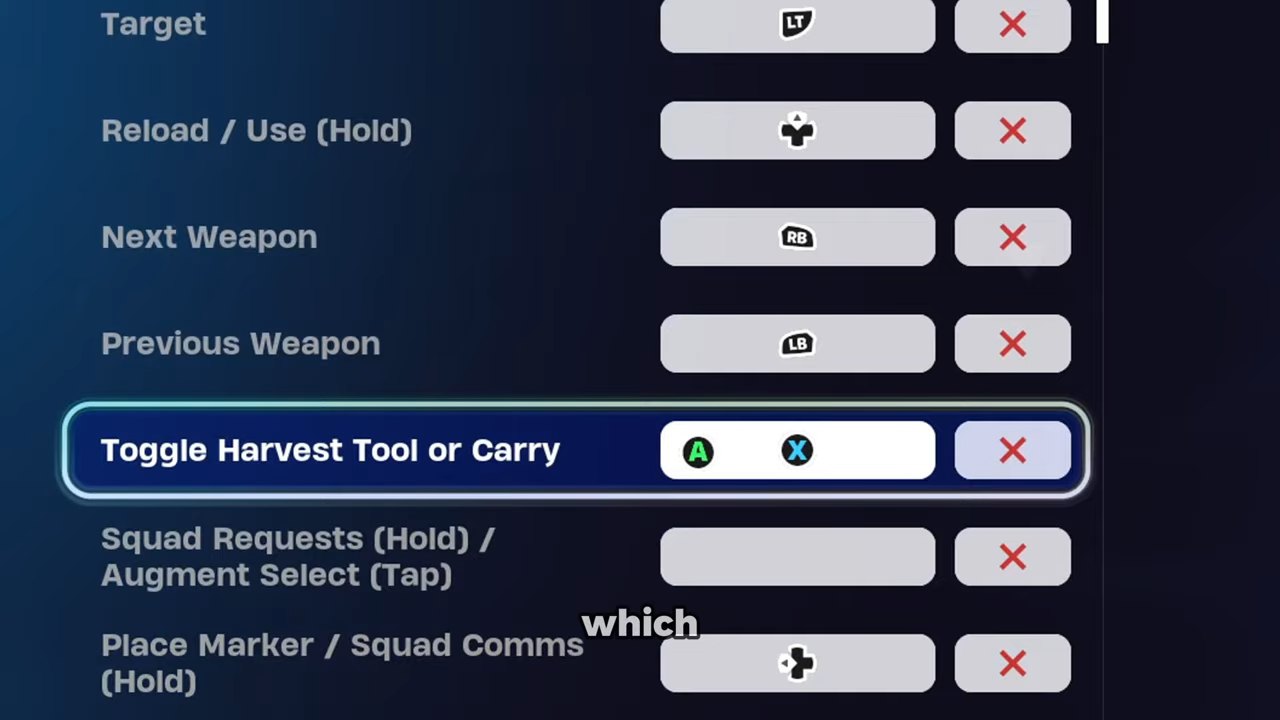 Target LT
Reload / Use (Hold)
Next Weapon RB
Previous Weapon LB
Toggle Harvest Tool or Carry A X
Squad Requests (Hold) /
Augment Select (Tap)
which
Place Marker / Squad Comms
(Hold)